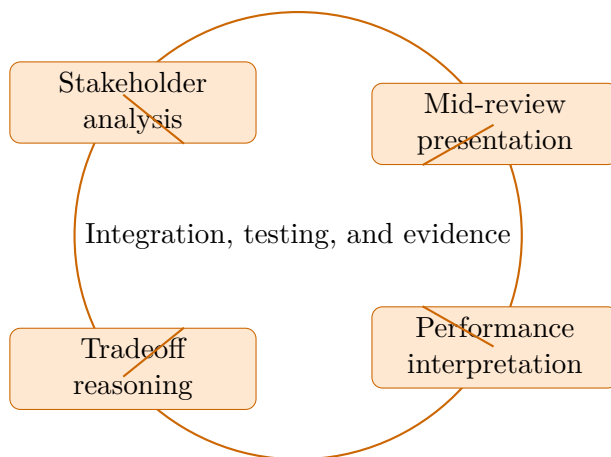 Stakeholder
analysis
Mid-review
presentation
Integration, testing, and evidence
Tradeoff
reasoning
Performance
interpretation